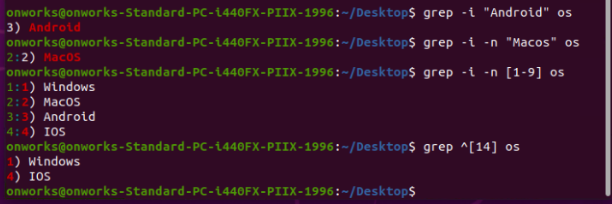 onworks@onworks-Standard-PC-i440FX-PIIX-1996:~/Desktop$ grep -i "Android" os
3) Android
onworks@onworks-Standard-PC-i440FX-PIIX-1996:~/Desktop$ grep -i -n "Macos" os
2:2) MacOS
onworks@onworks-Standard-PC-i440FX-PIIX-1996:~/Desktop$ grep -i -n [1-9] os
1:1) Windows
2:2) MacOS
3:3) Android
4:4) IOS
onworks@onworks-Standard-PC-i440FX-PIIX-1996:~/Desktop$ grep ^[14] os
1) Windows
4) IOS
onworks@onworks-Standard-PC-i440FX-PIIX-1996:~/Desktop$